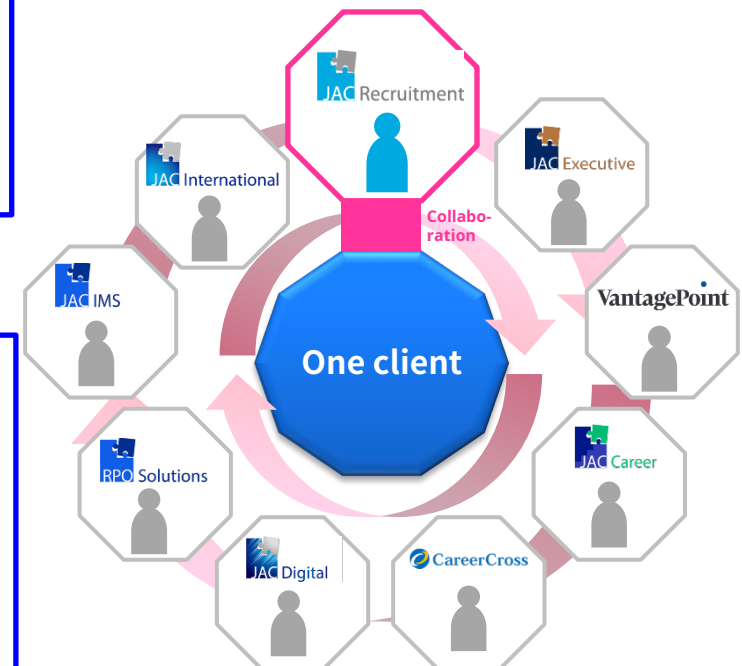 JAC Recruitment
JAC International
JAC Executive
Collabo-
ration
JAC IMS
VantagePoint
One client
RPO Solutions
JAC Career
JAC Digital
CareerCross